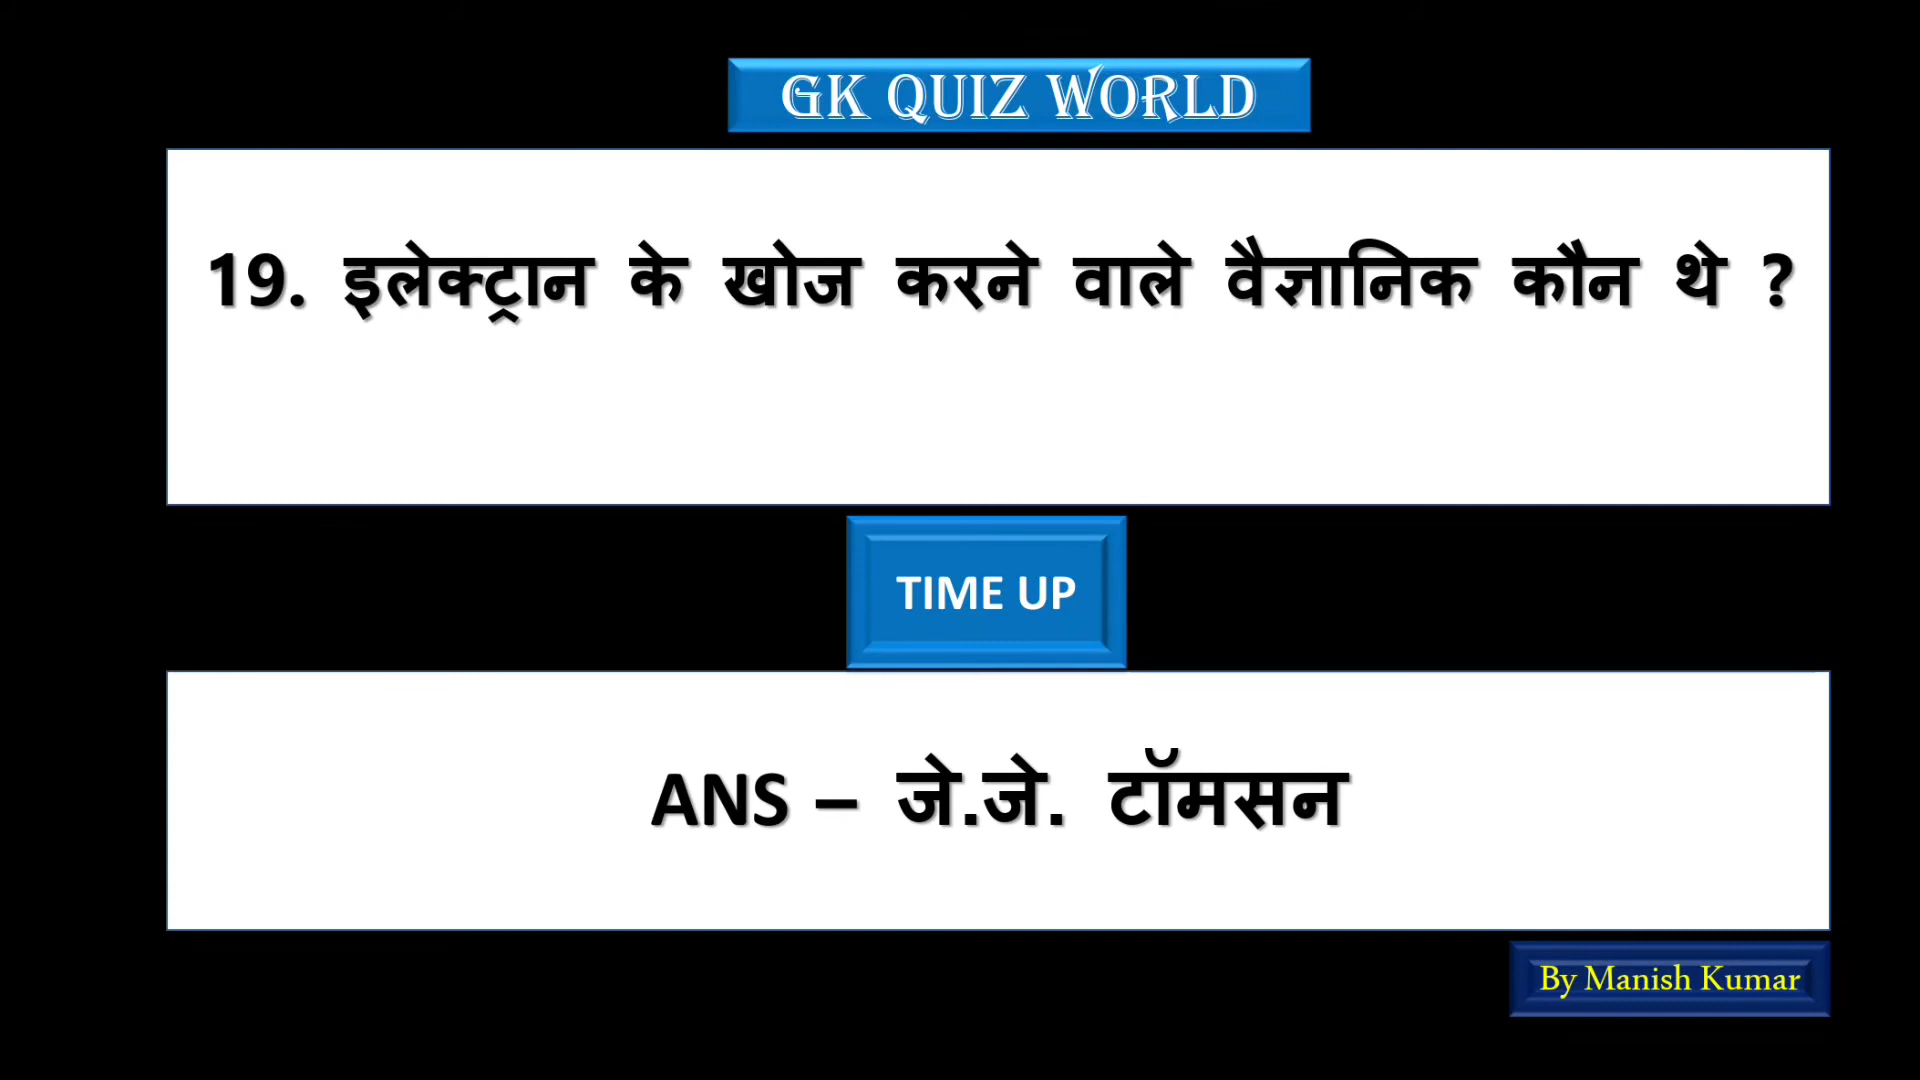 GK QUIZ WORLD
19. इलेक्ट्रान के खोज करने वाले वैज्ञानिक कौन थे ?
TIME UP
ANS – जे.जे. टॉमसन
By Manish Kumar